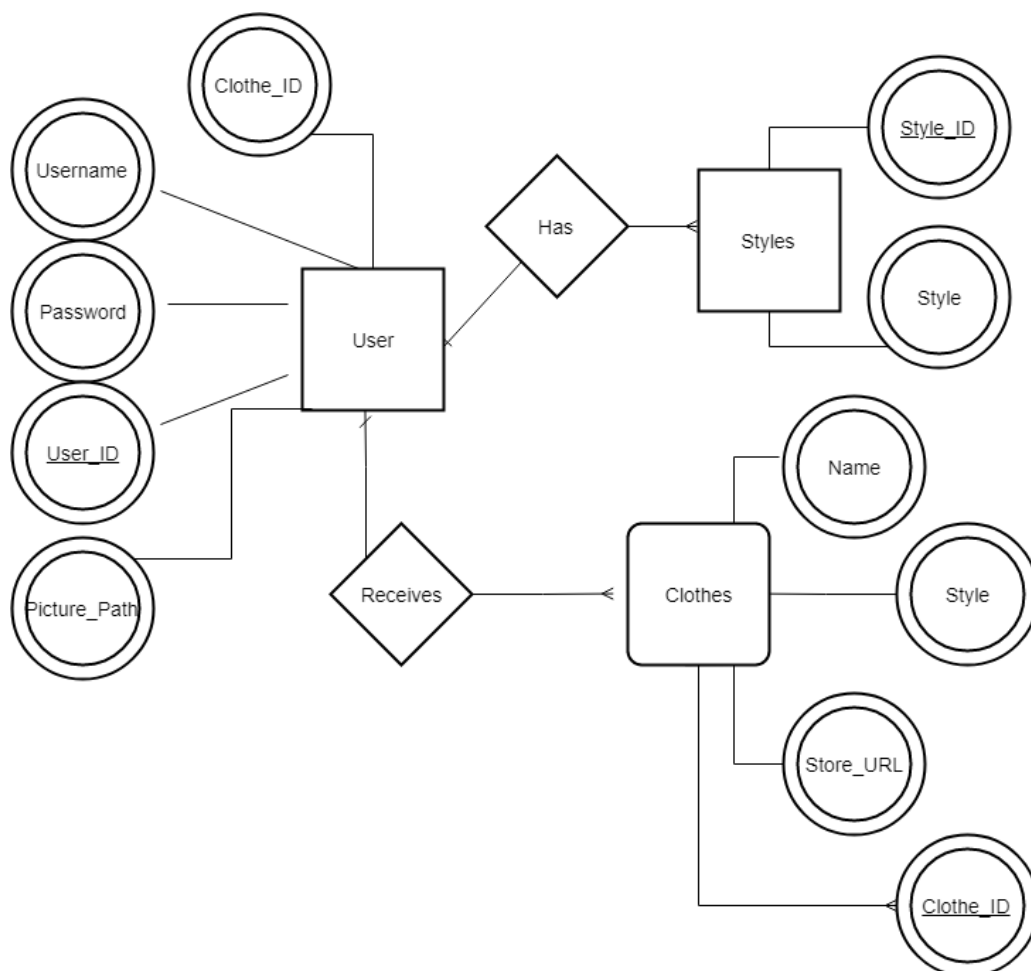 Clothe_ID
Username
Password
User_ID
Picture_Path
User
Has
Receives
Styles
Style_ID
Style
Clothes
Name
Style
Store_URL
Clothe_ID